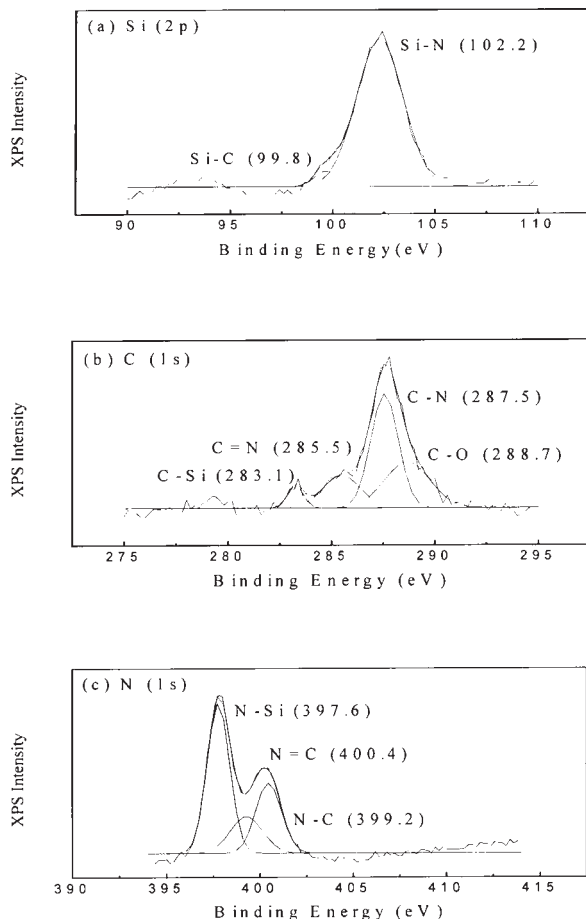 (a) Si (2p)
Si-N (102.2)
Si-C (99.8)
XPS Intensity
90 95 100 105 110
Binding Energy(eV)
(b) C (1s)
C-N (287.5)
C=N (285.5)
C-O (288.7)
C-Si (283.1)
XPS Intensity
275 280 285 290 295
Binding Energy (eV)
(c) N (1s)
N-Si (397.6)
N=C (400.4)
N-C (399.2)
XPS Intensity
390 395 400 405 410 415
Binding Energy (eV)